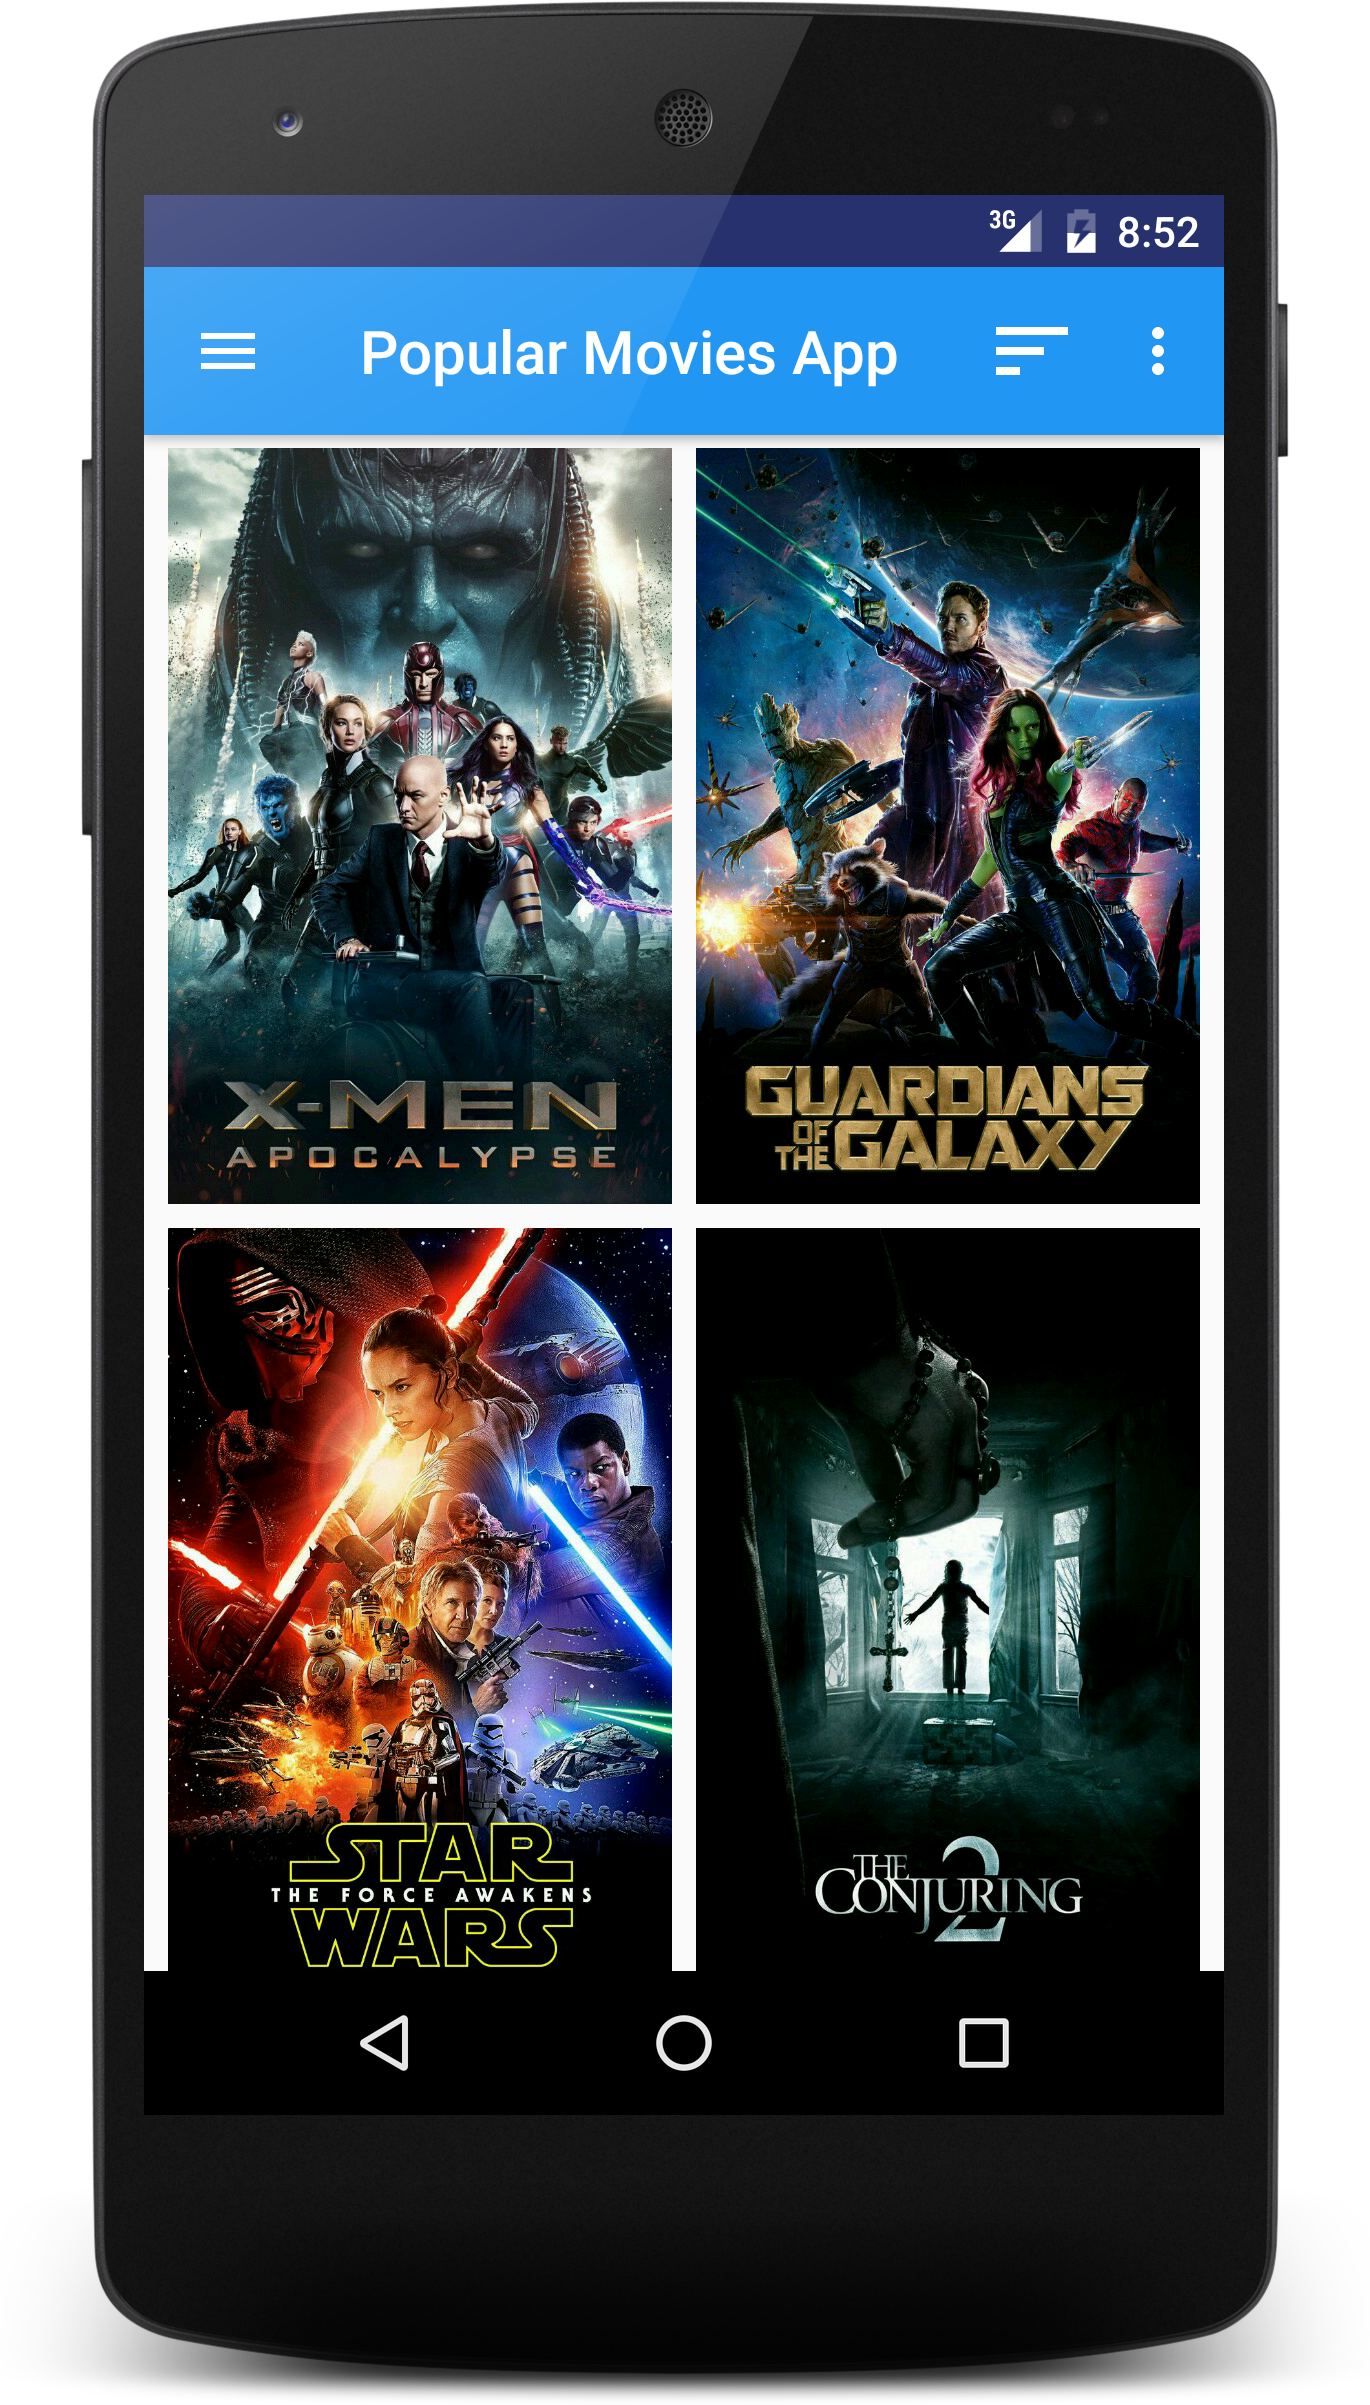 3G 8:52
Popular Movies App
X-MEN
APOCALYPSE
GUARDIANS
OF
THE GALAXY
STAR
THE FORCE AWAKENS
WARS
THE
CONJURING
2